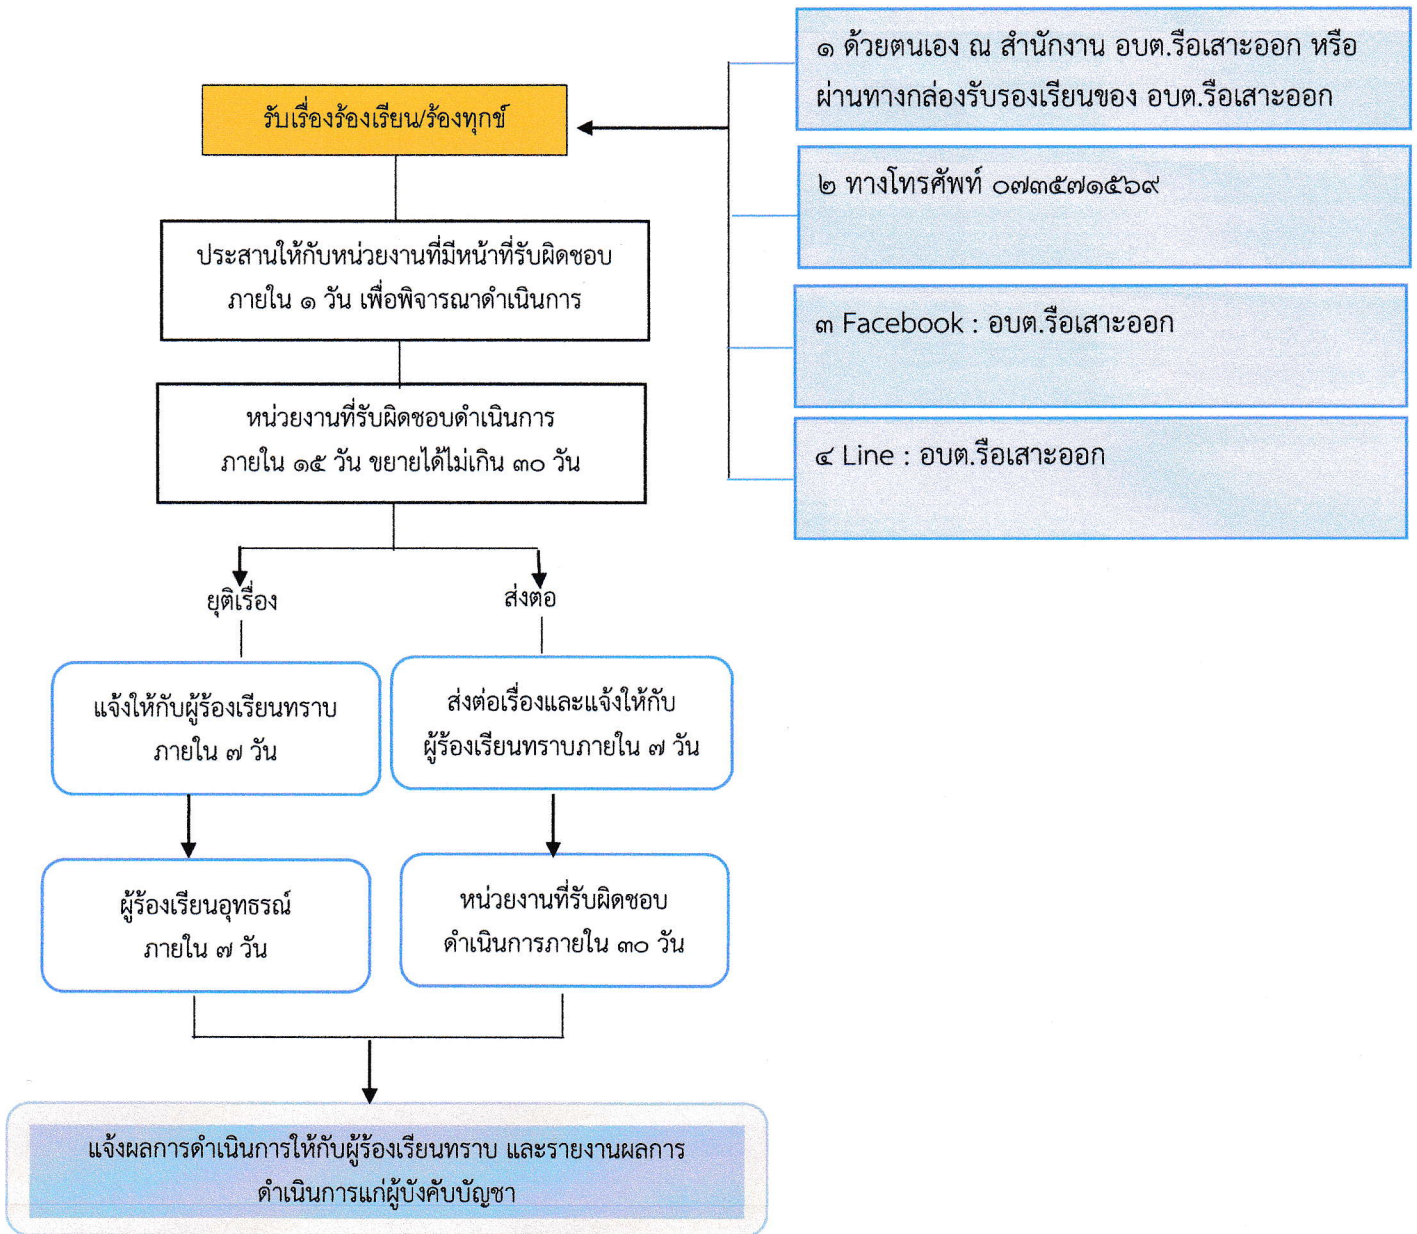 รับเรื่องร้องเรียน/ร้องทุกข์
๑ ด้วยตนเอง ณ สำนักงาน อบต.รือเสาะออก หรือ
ผ่านทางกล่องรับรองเรียนของ อบต.รือเสาะออก
๒ ทางโทรศัพท์ ๐๗๓๕๗๑๕๖๙
๓ Facebook : อบต.รือเสาะออก
๔ Line : อบต.รือเสาะออก
ประสานให้กับหน่วยงานที่มีหน้าที่รับผิดชอบ
ภายใน ๑ วัน เพื่อพิจารณาดำเนินการ
หน่วยงานที่รับผิดชอบดำเนินการ
ภายใน ๑๕ วัน ขยายได้ไม่เกิน ๓๐ วัน
ยุติเรื่อง
ส่งต่อ
แจ้งให้กับผู้ร้องเรียนทราบ
ภายใน ๗ วัน
ส่งต่อเรื่องและแจ้งให้กับ
ผู้ร้องเรียนทราบภายใน ๗ วัน
ผู้ร้องเรียนอุทธรณ์
ภายใน ๗ วัน
หน่วยงานที่รับผิดชอบ
ดำเนินการภายใน ๓๐ วัน
แจ้งผลการดำเนินการให้กับผู้ร้องเรียนทราบ และรายงานผลการ
ดำเนินการแก่ผู้บังคับบัญชา